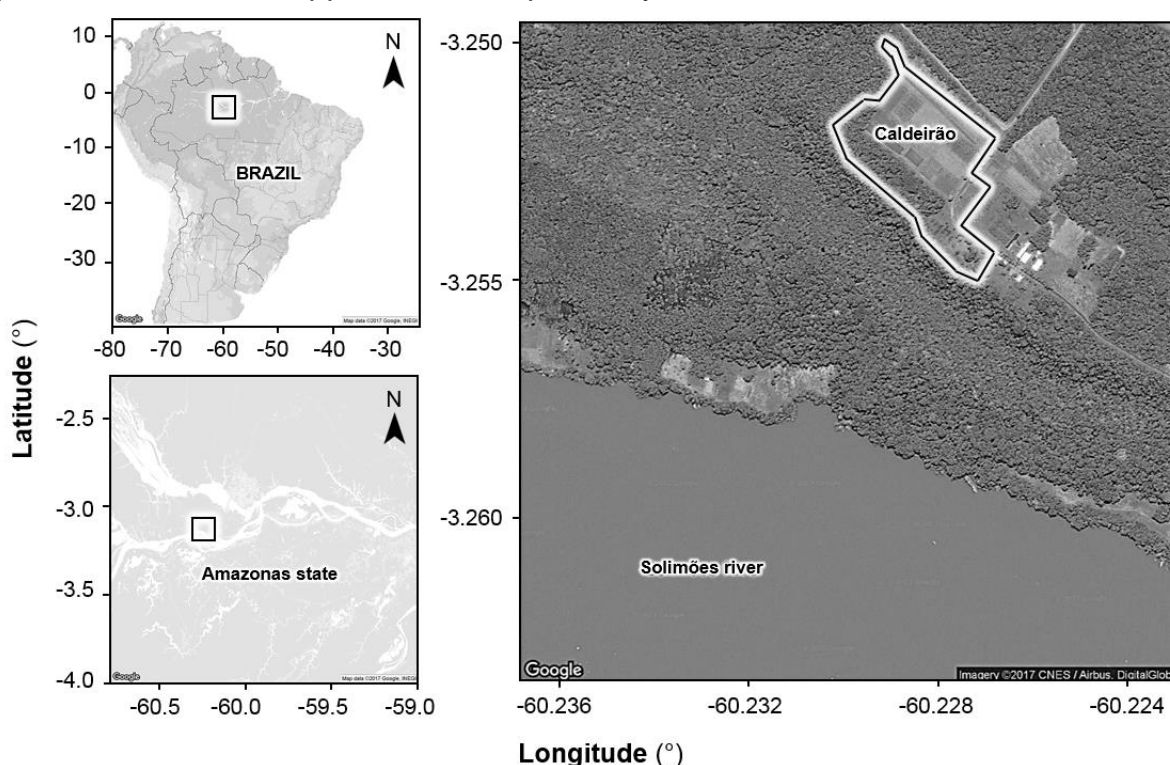 10
0
-10
-20
-30
N
BRAZIL
Google
Map data ©2017 Google, INEGI
-80 -70 -60 -50 -40 -30
-2.5
-3.0
-3.5
-4.0
N
Amazonas state
Google
Map data ©2017 Google
-60.5 -60.0 -59.5 -59.0
Latitude (°)
-3.250
-3.255
-3.260
Caldeirão
Solimões river
Google
Imagery ©2017 CNES / Airbus, DigitalGlob
-60.236 -60.232 -60.228 -60.224
Longitude (°)